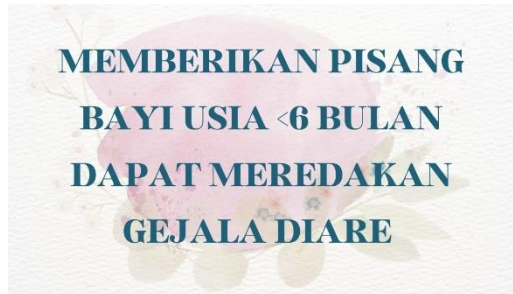 MEMBERIKAN PISANG
BAYI USIA <6 BULAN
DAPAT MEREDAKAN
GEJALA DIARE